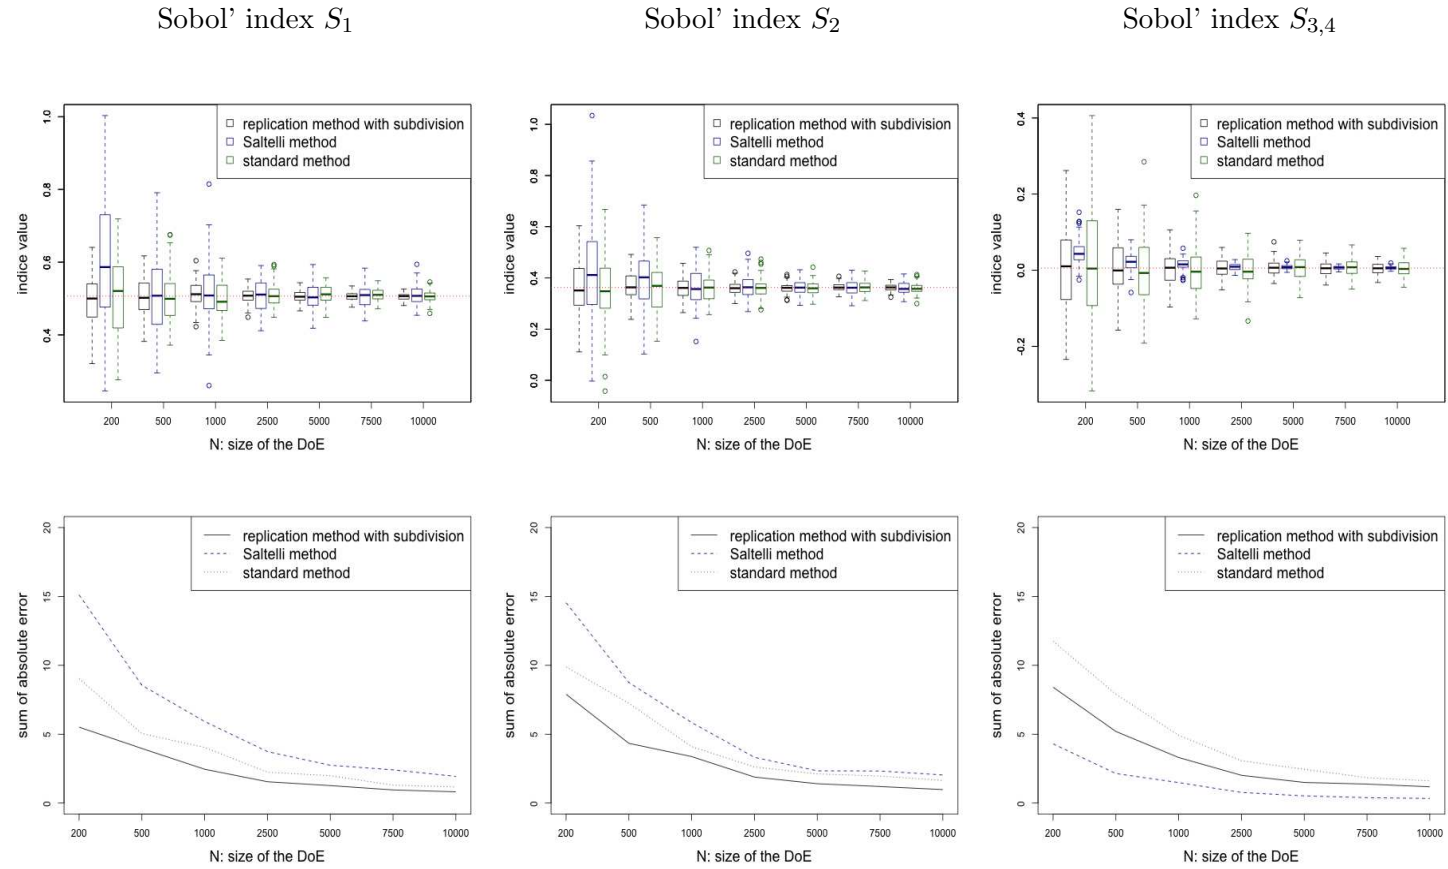 Sobol' index S1
Sobol' index S2
Sobol' index S3,4
indice value
1.0
0.8
0.6
0.4
replication method with subdivision
Saltelli method
standard method
200 500 1000 2500 5000 7500 10000
N: size of the DoE
indice value
1.0
0.8
0.6
0.4
0.2
0.0
replication method with subdivision
Saltelli method
standard method
200 500 1000 2500 5000 7500 10000
N: size of the DoE
indice value
0.4
0.2
0.0
-0.2
replication method with subdivision
Saltelli method
standard method
200 500 1000 2500 5000 7500 10000
N: size of the DoE
sum of absolute error
20
15
10
5
0
replication method with subdivision
Saltelli method
standard method
200 500 1000 2500 5000 7500 10000
N: size of the DoE
sum of absolute error
20
15
10
5
0
replication method with subdivision
Saltelli method
standard method
200 500 1000 2500 5000 7500 10000
N: size of the DoE
sum of absolute error
20
15
10
5
0
replication method with subdivision
Saltelli method
standard method
200 500 1000 2500 5000 7500 10000
N: size of the DoE